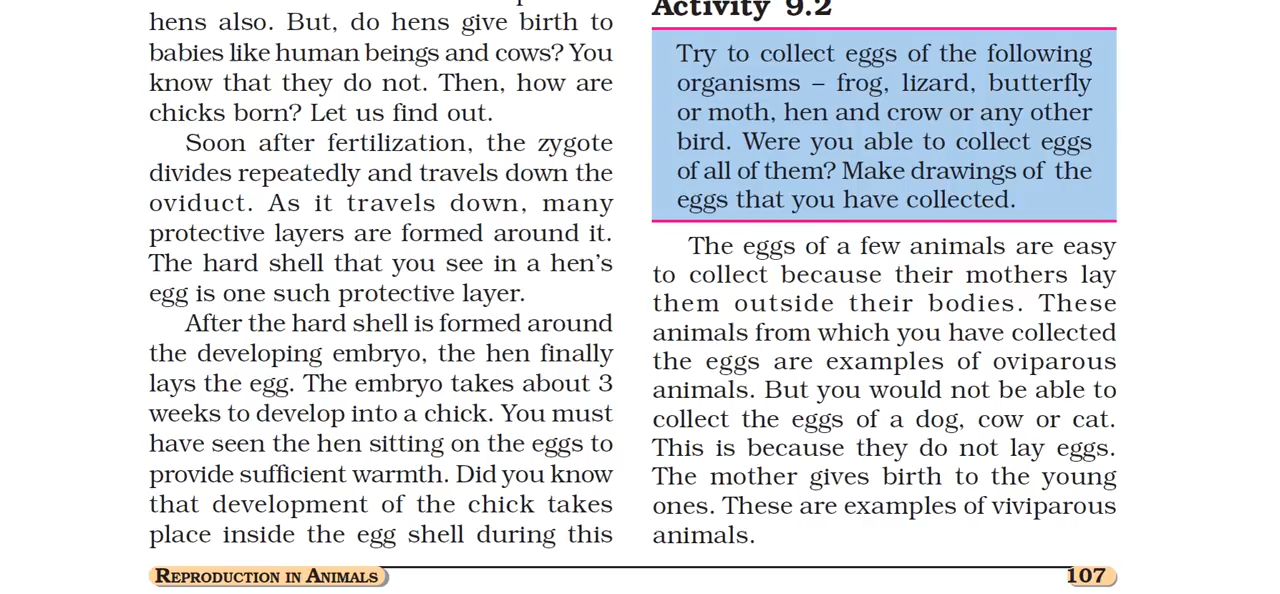 hens also. But, do hens give birth to
babies like human beings and cows? You
know that they do not. Then, how are
chicks born? Let us find out.
Soon after fertilization, the zygote
divides repeatedly and travels down the
oviduct. As it travels down, many
protective layers are formed around it.
The hard shell that you see in a hen's
egg is one such protective layer.
After the hard shell is formed around
the developing embryo, the hen finally
lays the egg. The embryo takes about 3
weeks to develop into a chick. You must
have seen the hen sitting on the eggs to
provide sufficient warmth. Did you know
that development of the chick takes
place inside the egg shell during this
Activity 9.2
Try to collect eggs of the following
organisms – frog, lizard, butterfly
or moth, hen and crow or any other
bird. Were you able to collect eggs
of all of them? Make drawings of the
eggs that you have collected.
The eggs of a few animals are easy
to collect because their mothers lay
them outside their bodies. These
animals from which you have collected
the eggs are examples of oviparous
animals. But you would not be able to
collect the eggs of a dog, cow or cat.
This is because they do not lay eggs.
The mother gives birth to the young
ones. These are examples of viviparous
animals.
REPRODUCTION IN ANIMALS
107